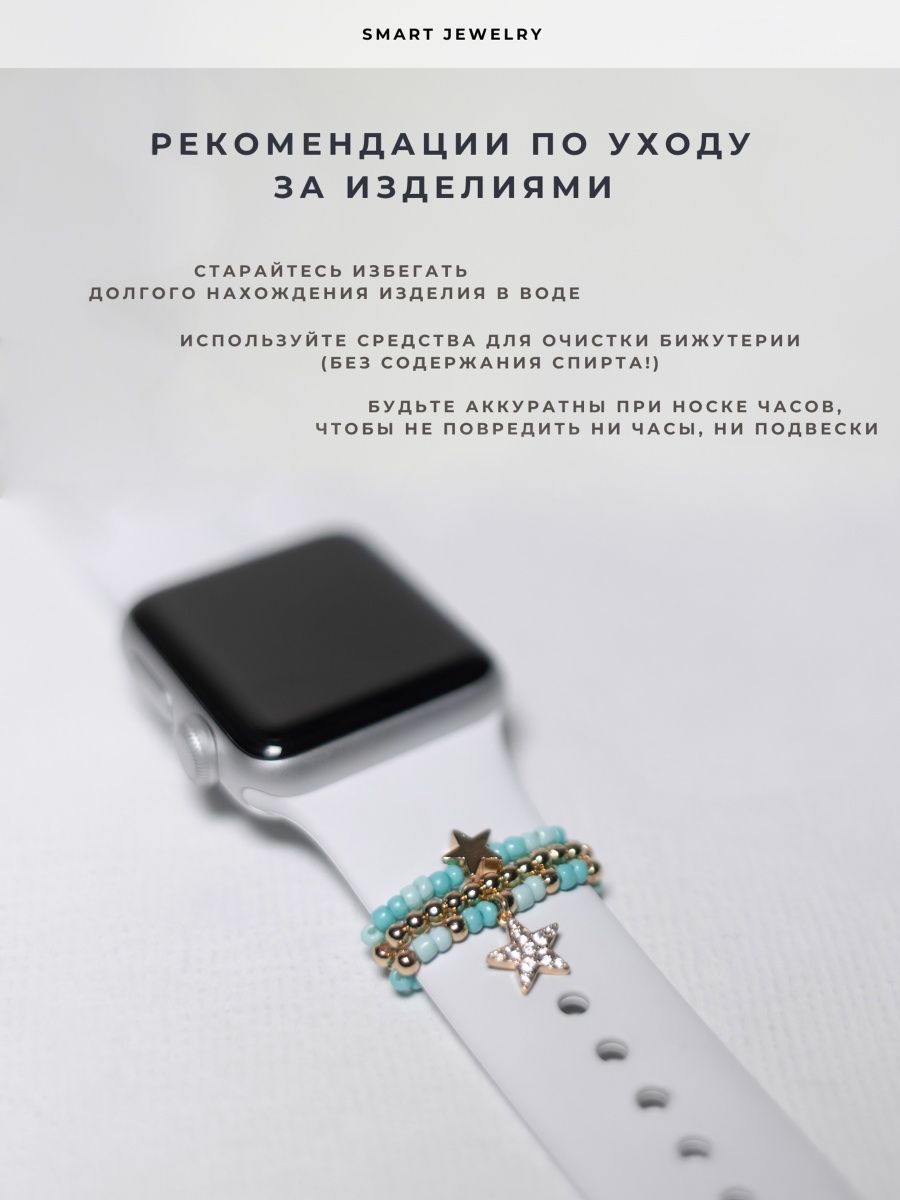 SMART JEWELRY
РЕКОМЕНДАЦИИ ПО УХОДУ
ЗА ИЗДЕЛИЯМИ
СТАРАЙТЕСЬ ИЗБЕГАТЬ
ДОЛГОГО НАХОЖДЕНИЯ ИЗДЕЛИЯ В ВОДЕ
ИСПОЛЬЗУЙТЕ СРЕДСТВА ДЛЯ ОЧИСТКИ БИЖУТЕРИИ
(БЕЗ СОДЕРЖАНИЯ СПИРТА!)
БУДЬТЕ АККУРАТНЫ ПРИ НОСКЕ ЧАСОВ,
ЧТОБЫ НЕ ПОВРЕДИТЬ НИ ЧАСЫ, НИ ПОДВЕСКИ